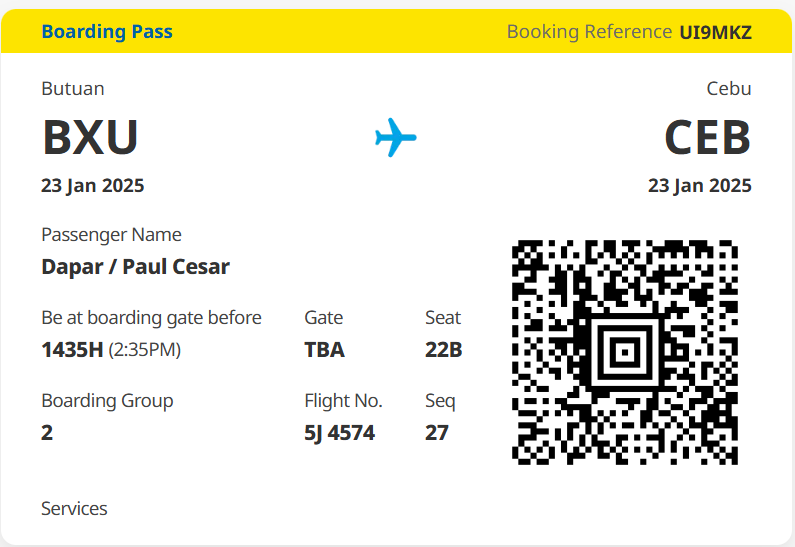 Boarding Pass
Booking Reference UI9MKZ
Butuan
Cebu
BXU
CEB
23 Jan 2025
23 Jan 2025
Passenger Name
Dapar / Paul Cesar
Be at boarding gate before
Gate
Seat
1435H (2:35PM)
TBA
22B
Boarding Group
Flight No.
Seq
2
5J 4574
27
Services